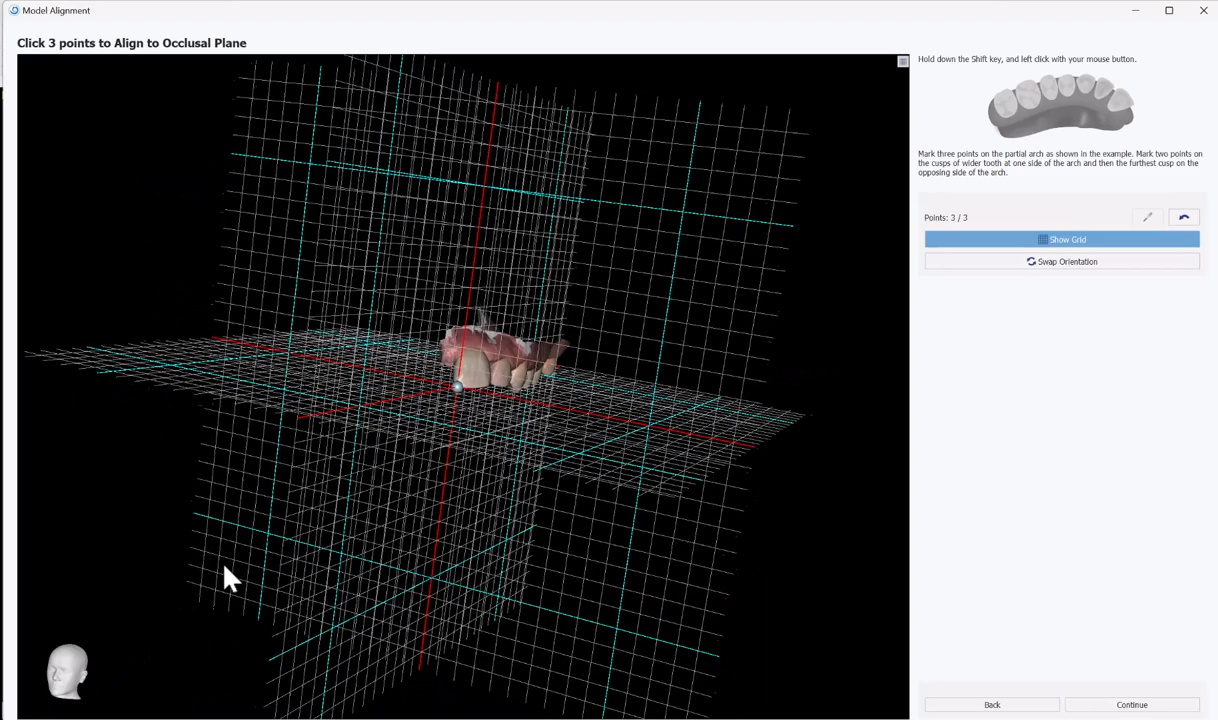 Model Alignment
Click 3 points to Align to Occlusal Plane
Hold down the Shift key, and left click with your mouse button.
Mark three points on the partial arch as shown in the example. Mark two points on
the cusps of wider tooth at one side of the arch and then the furthest cusp on the
opposing side of the arch.
Points: 3 / 3
Show Grid
Swap Orientation
Back
Continue